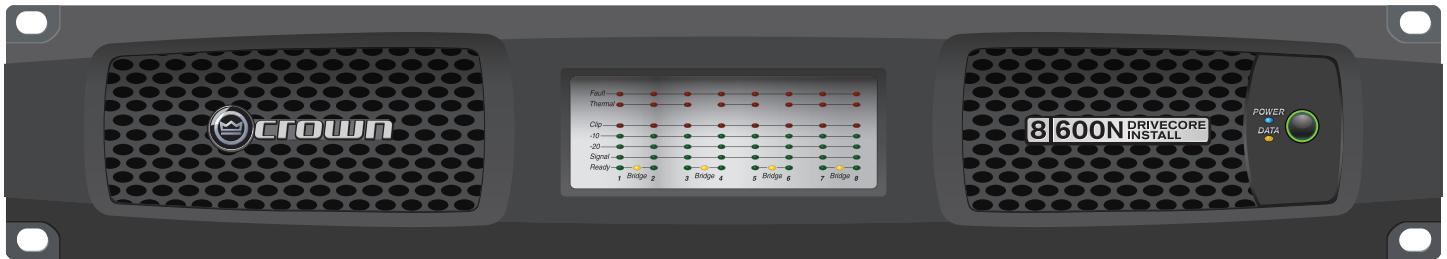 crown
Fault
Thermal
Clip
-10
-20
Signal
Ready
Bridge Bridge Bridge Bridge
1 2 3 4 5 6 7 8
8|600N DRIVECORE
INSTALL
POWER
DATA